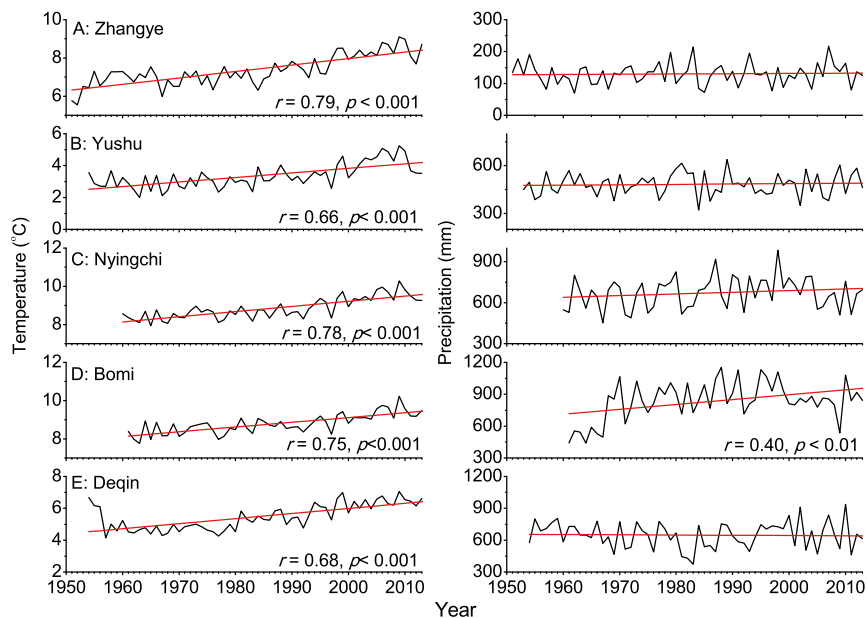 A: Zhangye
r = 0.79, p < 0.001
10
8
6
4
B: Yushu
r = 0.66, p< 0.001
6
4
2
0
C: Nyingchi
r = 0.78, p< 0.001
12
10
8
D: Bomi
r = 0.75, p<0.001
12
10
8
E: Deqin
r = 0.68, p< 0.001
8
6
4
2
1950 1960 1970 1980 1990 2000 2010
Temperature (°C)
300
200
100
0
600
300
900
600
300
1200
900
600
r = 0.40, p < 0.01
1200
900
600
300
1950 1960 1970 1980 1990 2000 2010
Precipitation (mm)
Year